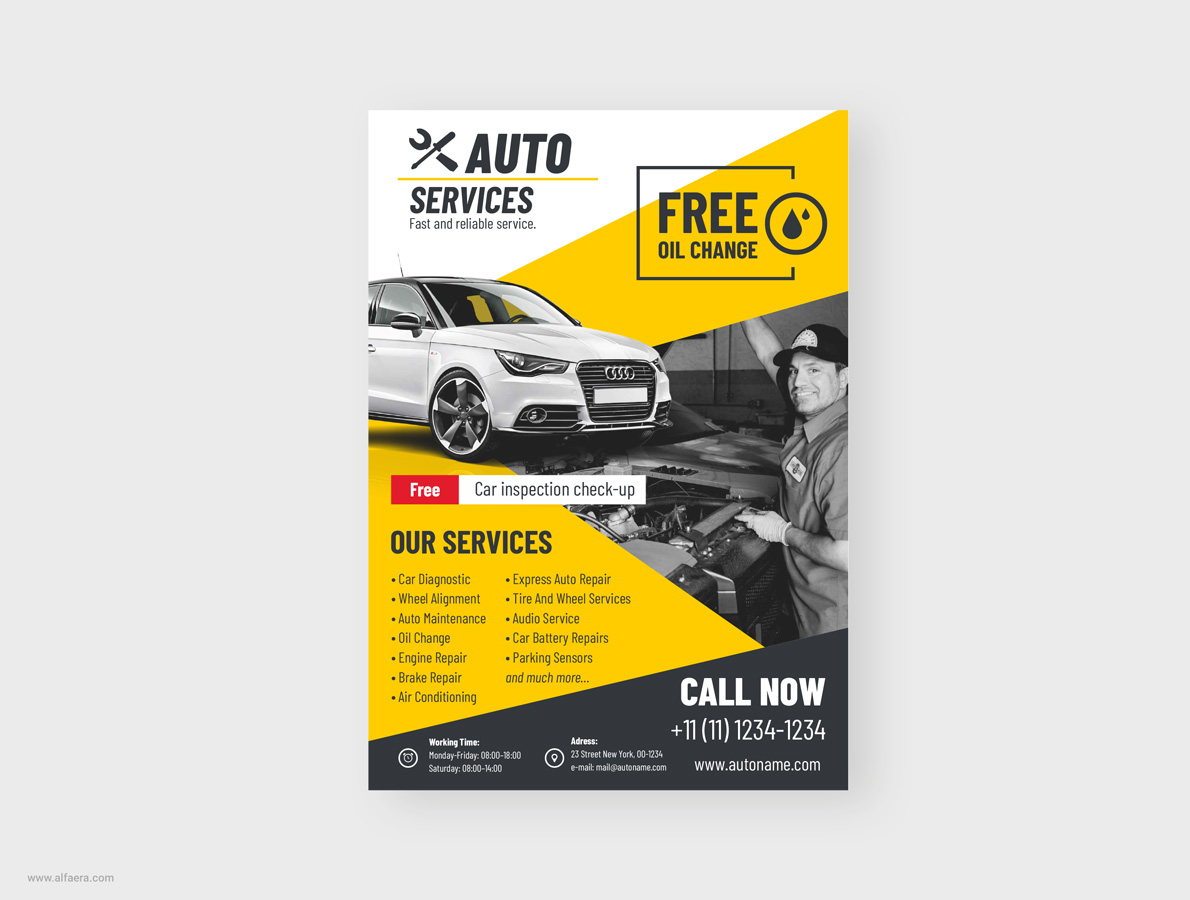 AUTO
SERVICES
Fast and reliable service.
FREE
OIL CHANGE
Free Car inspection check-up
OUR SERVICES
• Car Diagnostic
• Wheel Alignment
• Auto Maintenance
• Oil Change
• Engine Repair
• Brake Repair
• Air Conditioning
• Express Auto Repair
• Tire And Wheel Services
• Audio Service
• Car Battery Repairs
• Parking Sensors
and much more...
CALL NOW
+11 (11) 1234-1234
www.autoname.com
Working Time:
Monday-Friday: 08:00-18:00
Saturday: 08:00-14:00
Adress:
23 Street New York, 00-1234
e-mail: mail@autoname.com
www.alfaera.com